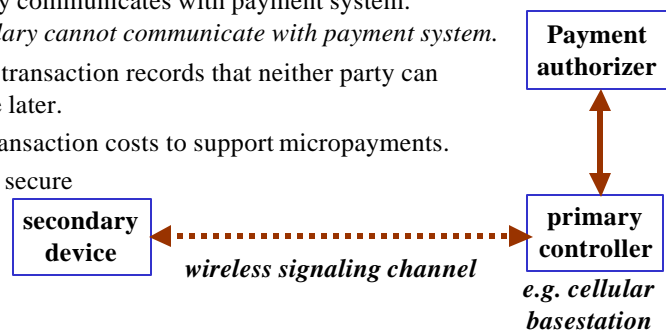 y communicates with payment system.
dary cannot communicate with payment system.
transaction records that neither party can
later.
ansaction costs to support micropayments.
secure
Payment
authorizer
secondary
device
wireless signaling channel
primary
controller
e.g. cellular
basestation